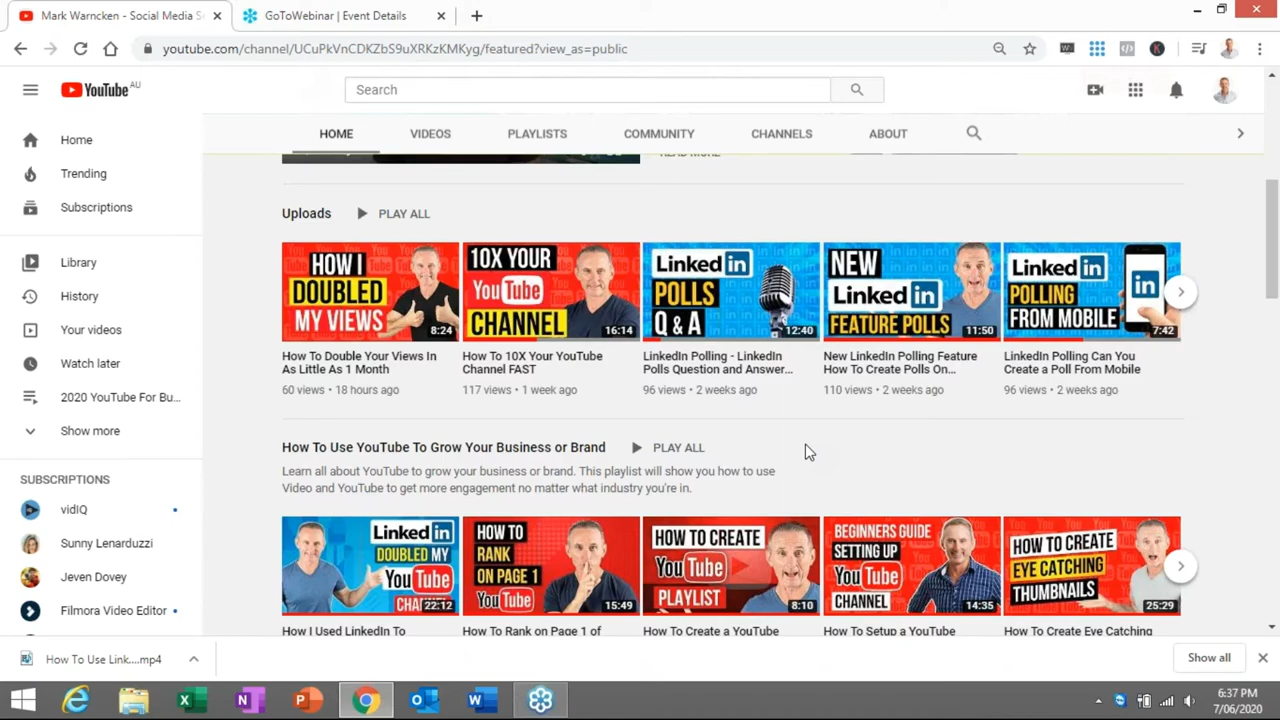 Mark Warncken - Social Media S
GoToWebinar | Event Details
youtube.com/channel/UCuPkVnCDKZbS9uXRKzKMKyg/featured?view_as=public
YouTube AU
Search
HOME
VIDEOS
PLAYLISTS
COMMUNITY
CHANNELS
ABOUT
READ MORE
Home
Trending
Subscriptions
Library
History
Your videos
Watch later
2020 YouTube For Bu...
Show more
SUBSCRIPTIONS
vidIQ
Sunny Lenarduzzi
Jeven Dovey
Filmora Video Editor
Uploads
PLAY ALL
HOW I
DOUBLED
MY VIEWS
8:24
How To Double Your Views In
As Little As 1 Month
60 views • 18 hours ago
10X YOUR
YouTube
CHANNEL
16:14
How To 10X Your YouTube
Channel FAST
117 views • 1 week ago
Linked in
POLLS
Q & A
12:40
LinkedIn Polling - LinkedIn
Polls Question and Answer...
96 views • 2 weeks ago
NEW
Linked in
FEATURE POLLS
11:50
New LinkedIn Polling Feature
How To Create Polls On...
110 views • 2 weeks ago
Linked in
POLLING
FROM MOBILE
in
7:42
LinkedIn Polling Can You
Create a Poll From Mobile
96 views • 2 weeks ago
How To Use YouTube To Grow Your Business or Brand
PLAY ALL
Learn all about YouTube to grow your business or brand. This playlist will show you how to use
Video and YouTube to get more engagement no matter what industry you're in.
Linked in
DOUBLED MY
YouTube
22:12
How I Used LinkedIn To
HOW TO
RANK
ON PAGE 1
YouTube
15:49
How To Rank on Page 1 of
HOW TO CREATE
YouTube
PLAYLIST
8:10
How To Create a YouTube
BEGINNERS GUIDE
SETTING UP
YouTube
CHANNEL
14:35
How To Setup a YouTube
HOW TO CREATE
EYE CATCHING
THUMBNAILS
25:29
How To Create Eye Catching
How To Use Link....mp4
Show all
6:37 PM
7/06/2020